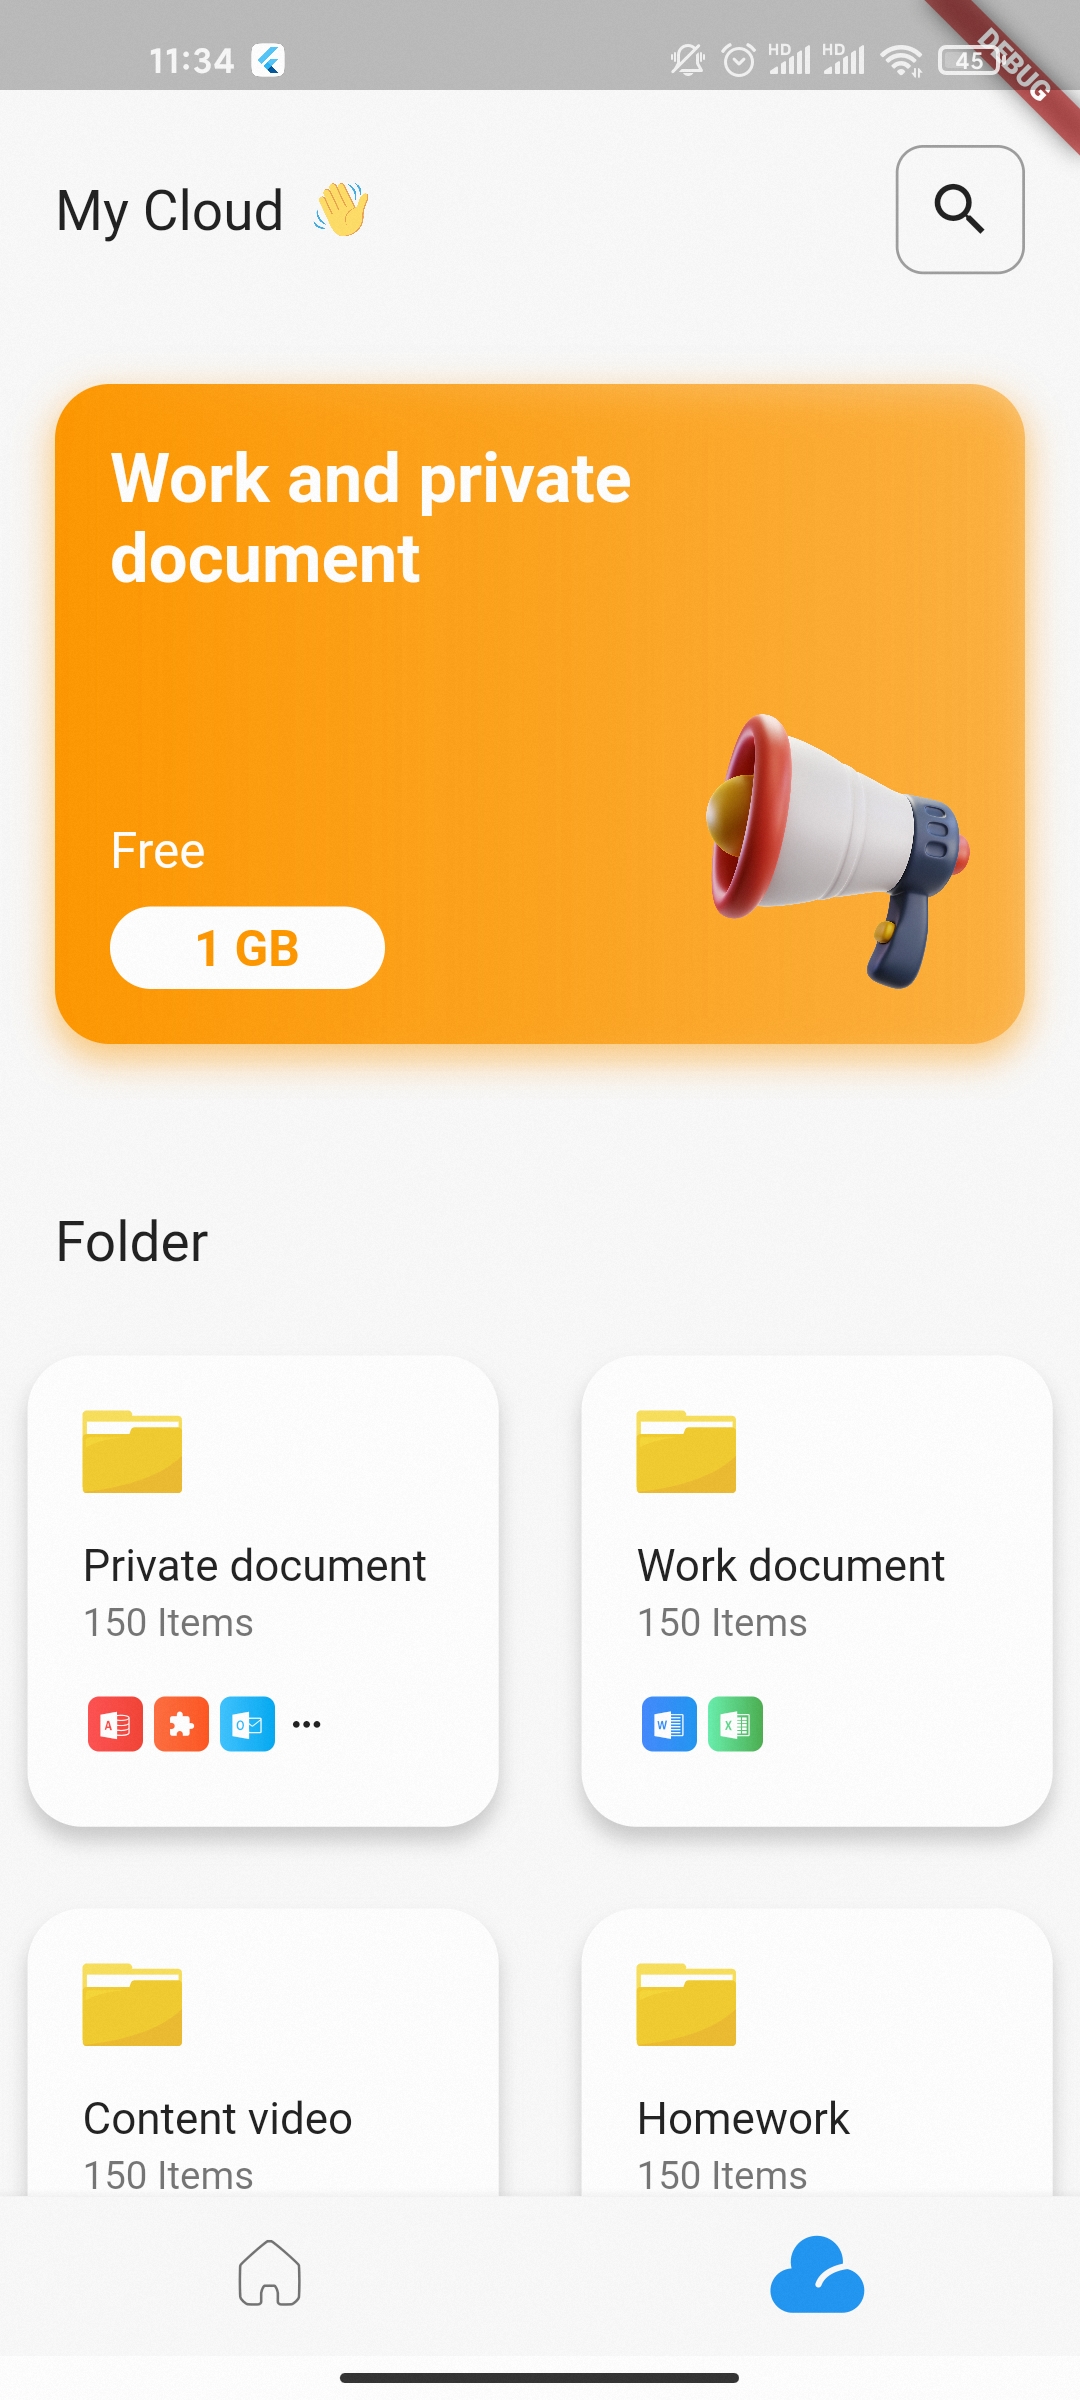 11:34
HD HD 45
DEBUG
My Cloud 👋
Work and private
document
Free
1 GB
Folder
Private document
150 Items
A O
Work document
150 Items
W X
Content video
150 Items
Homework
150 Items